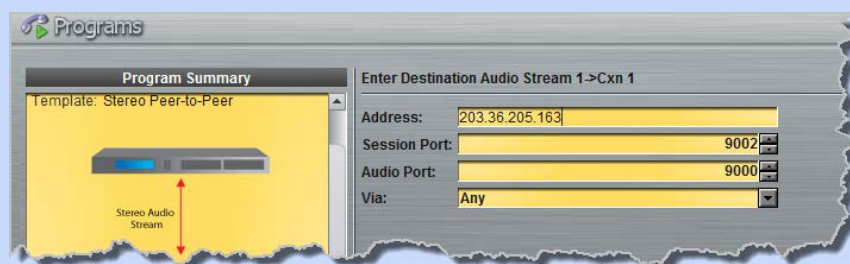 Programs
Program Summary
Template: Stereo Peer-to-Peer
Stereo Audio
Stream
Enter Destination Audio Stream 1->Cxn 1
Address: 203.36.205.163
Session Port: 9002
Audio Port: 9000
Via: Any